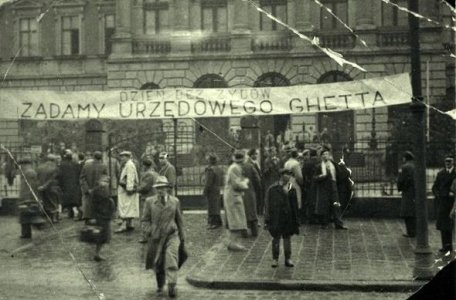 DZIEŃ BEZ ŻYDÓW
ŻĄDAMY URZĘDOWEGO GHETTA